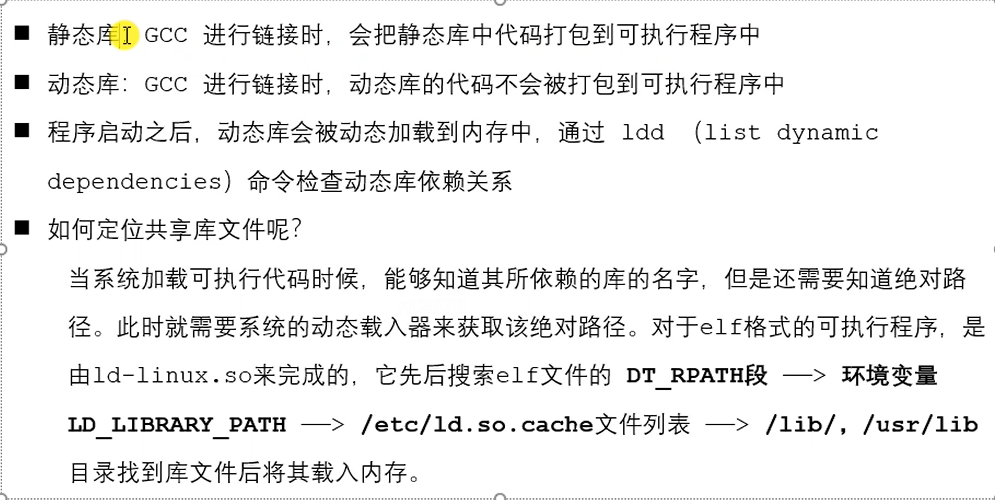 ■ 静态库：GCC 进行链接时，会把静态库中代码打包到可执行程序中
■ 动态库：GCC 进行链接时，动态库的代码不会被打包到可执行程序中
■ 程序启动之后，动态库会被动态加载到内存中，通过 ldd （list dynamic
dependencies）命令检查动态库依赖关系
■ 如何定位共享库文件呢？
当系统加载可执行代码时候，能够知道其所依赖的库的名字，但是还需要知道绝对路
径。此时就需要系统的动态载入器来获取该绝对路径。对于elf格式的可执行程序，是
由ld-linux.so来完成的，它先后搜索elf文件的 DT_RPATH段 ——> 环境变量
LD_LIBRARY_PATH ——> /etc/ld.so.cache文件列表 ——> /lib/，/usr/lib
目录找到库文件后将其载入内存。